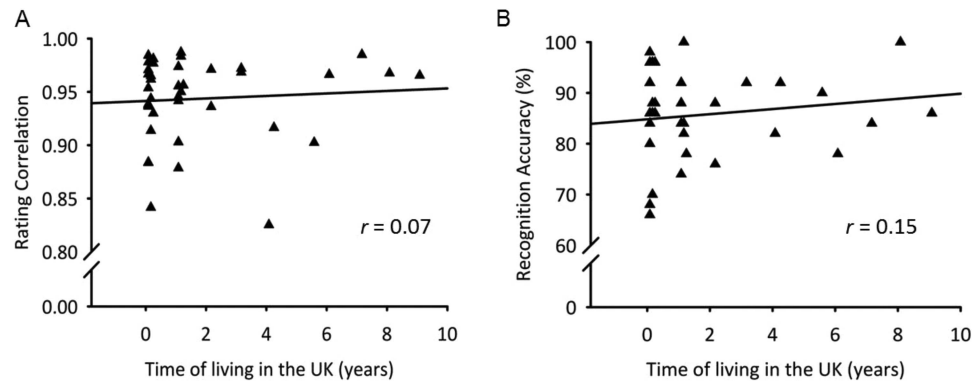 A
Rating Correlation
1.00
0.95
0.90
0.85
0.80
0.00
r = 0.07
0 2 4 6 8 10
Time of living in the UK (years)
B
Recognition Accuracy (%)
100
90
80
70
60
0
r = 0.15
0 2 4 6 8 10
Time of living in the UK (years)